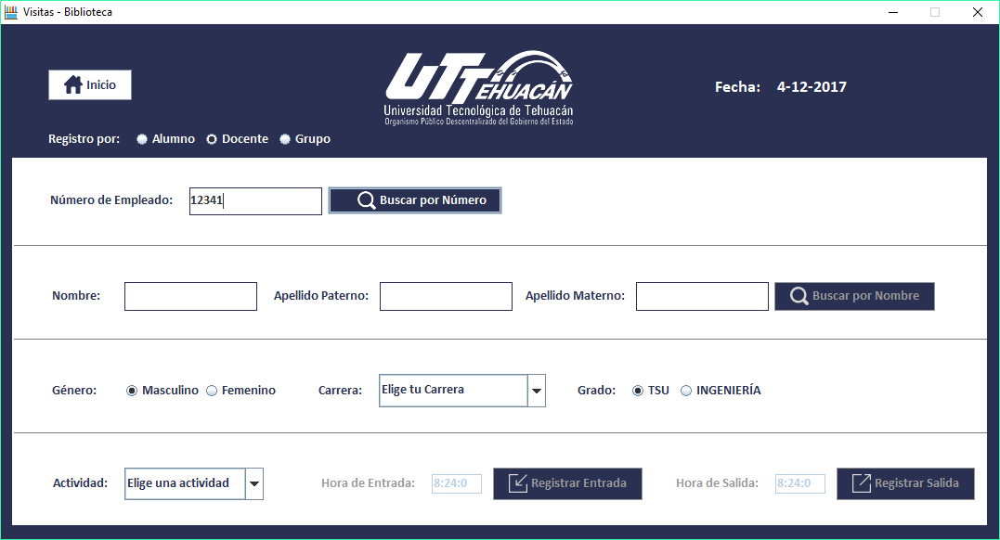 Visitas - Biblioteca
Inicio
UTTEHUACÁN
Universidad Tecnológica de Tehuacán
Organismo Público Descentralizado del Gobierno del Estado
Fecha: 4-12-2017
Registro por: Alumno Docente Grupo
Número de Empleado: 12341 Buscar por Número
Nombre: Apellido Paterno: Apellido Materno: Buscar por Nombre
Género: Masculino Femenino Carrera: Elige tu Carrera Grado: TSU INGENIERÍA
Actividad: Elige una actividad Hora de Entrada: 8:24:0 Registrar Entrada Hora de Salida: 8:24:0 Registrar Salida